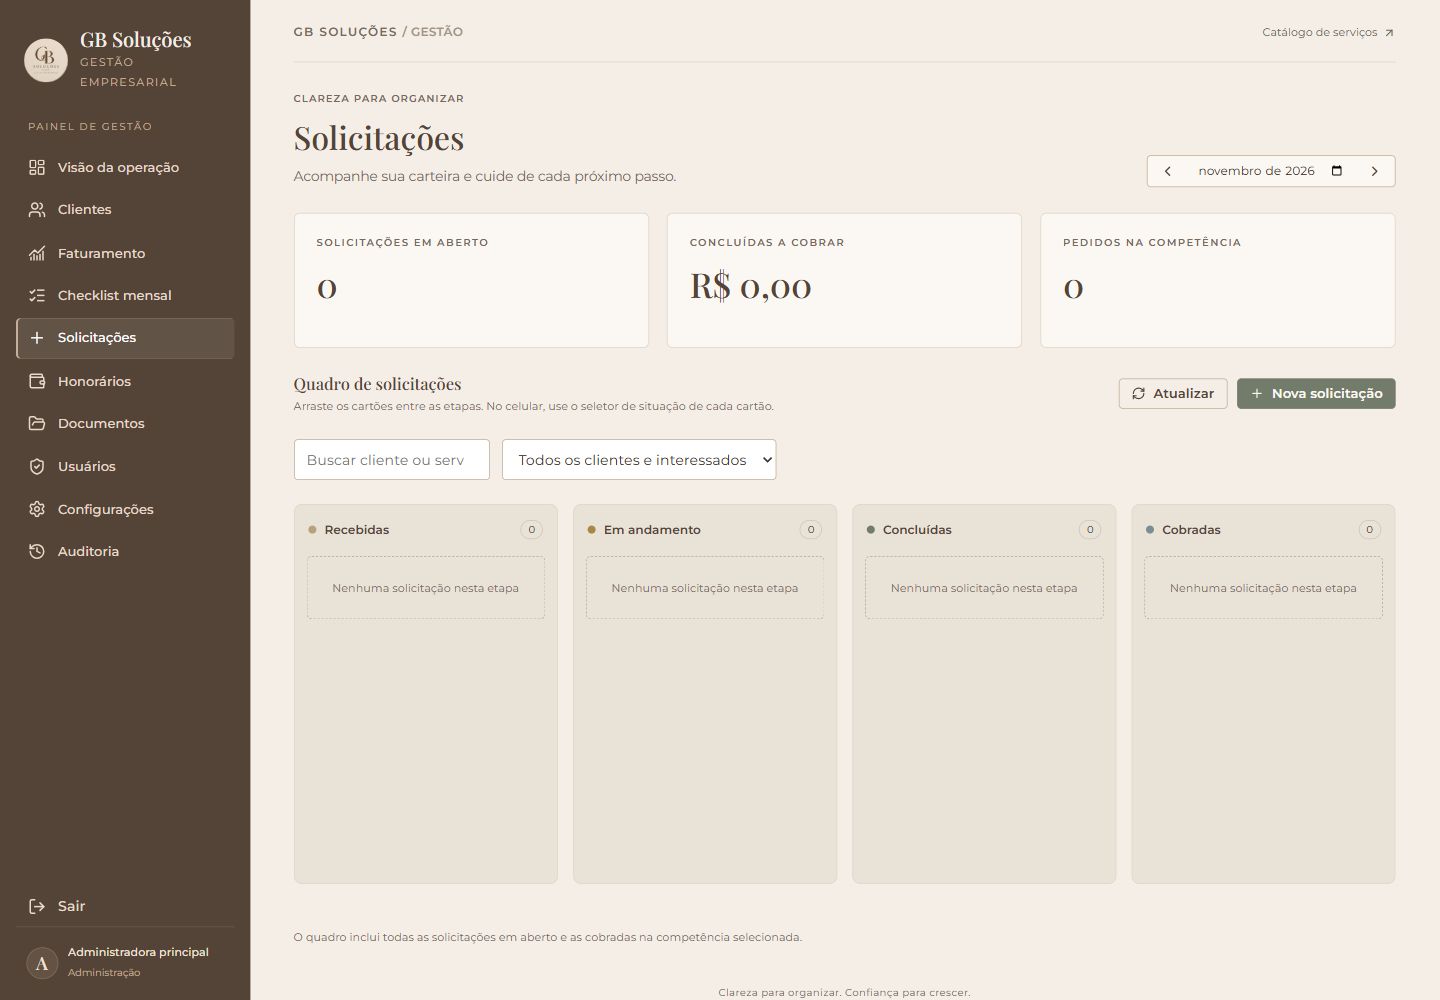 GB
GB Soluções
GESTÃO
EMPRESARIAL
PAINEL DE GESTÃO
Visão da operação
Clientes
Faturamento
Checklist mensal
Solicitações
Honorários
Documentos
Usuários
Configurações
Auditoria
Sair
A
Administradora principal
Administração
GB SOLUÇÕES / GESTÃO
Catálogo de serviços
CLAREZA PARA ORGANIZAR
Solicitações
Acompanhe sua carteira e cuide de cada próximo passo.
novembro de 2026
SOLICITAÇÕES EM ABERTO
0
CONCLUÍDAS A COBRAR
R$ 0,00
PEDIDOS NA COMPETÊNCIA
0
Quadro de solicitações
Arraste os cartões entre as etapas. No celular, use o seletor de situação de cada cartão.
Atualizar
Nova solicitação
Buscar cliente ou serv
Todos os clientes e interessados
Recebidas 0
Nenhuma solicitação nesta etapa
Em andamento 0
Nenhuma solicitação nesta etapa
Concluídas 0
Nenhuma solicitação nesta etapa
Cobradas 0
Nenhuma solicitação nesta etapa
O quadro inclui todas as solicitações em aberto e as cobradas na competência selecionada.
Clareza para organizar. Confiança para crescer.